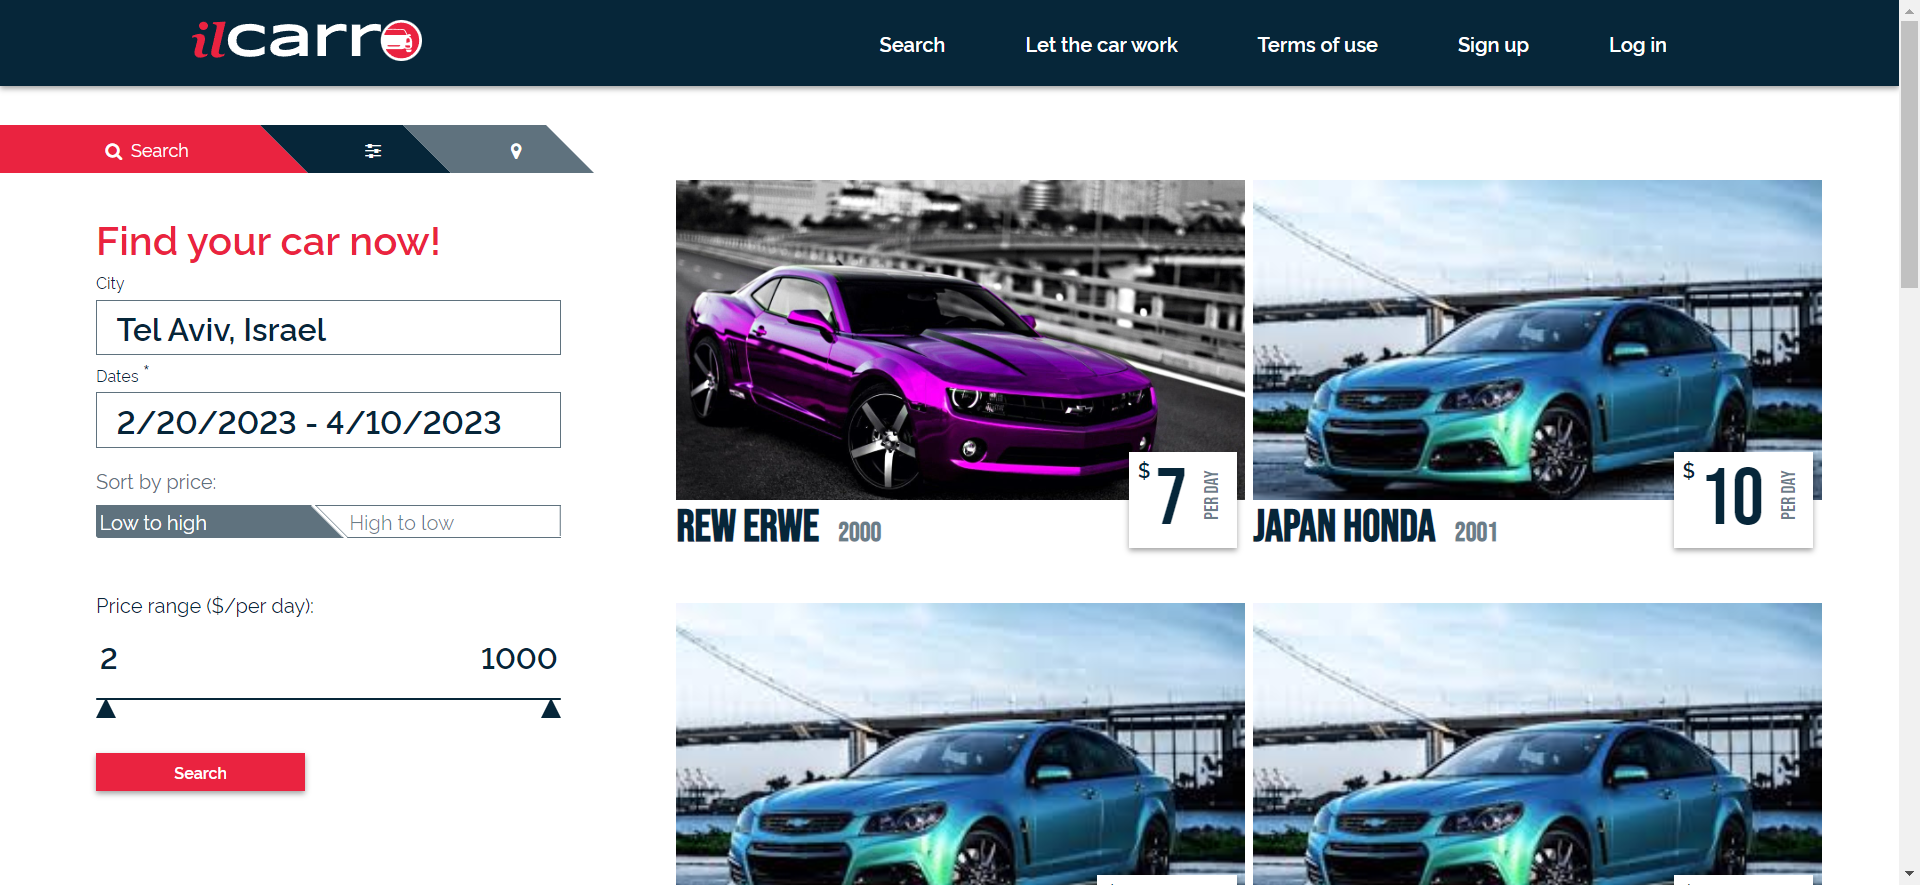 ilcarro
Search
Let the car work
Terms of use
Sign up
Log in
Search
Find your car now!
City
Tel Aviv, Israel
Dates *
2/20/2023 - 4/10/2023
Sort by price:
Low to high
High to low
Price range ($/per day):
2
1000
Search
$ 7 PER DAY
REW ERWE 2000
$ 10 PER DAY
JAPAN HONDA 2001